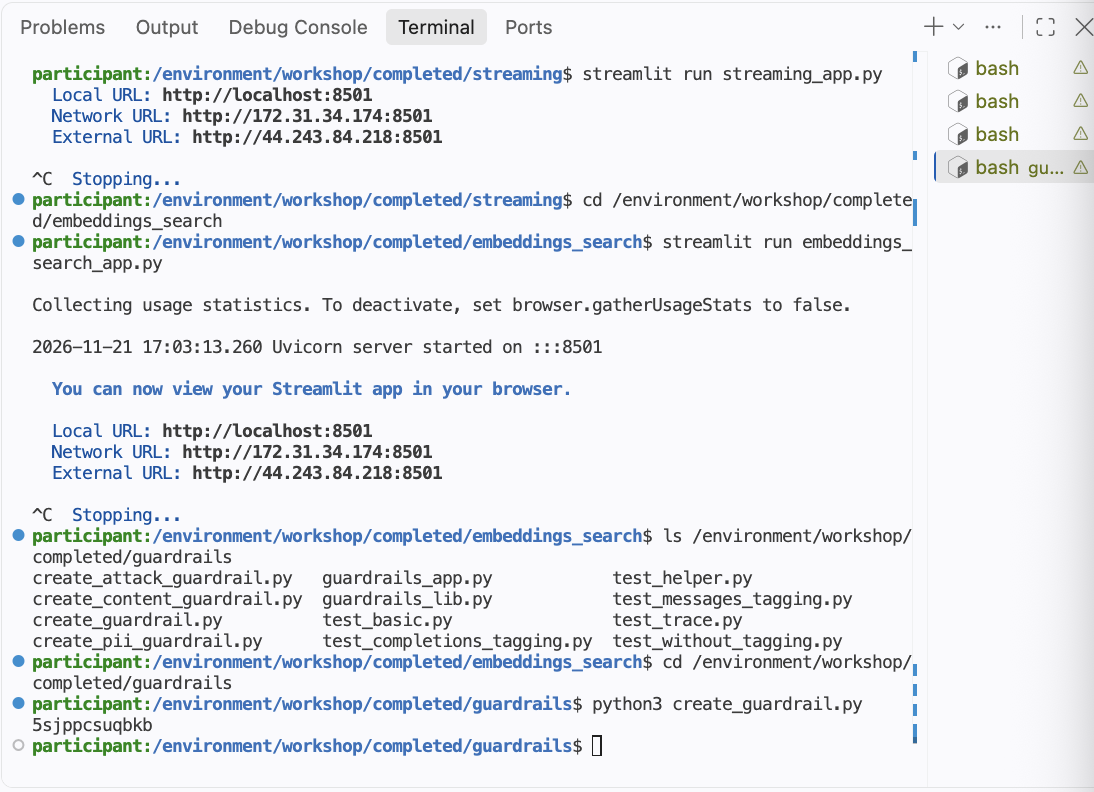 Problems Output Debug Console Terminal Ports
participant:/environment/workshop/completed/streaming$ streamlit run streaming_app.py
Local URL: http://localhost:8501
Network URL: http://172.31.34.174:8501
External URL: http://44.243.84.218:8501
^C Stopping...
participant:/environment/workshop/completed/streaming$ cd /environment/workshop/complete
d/embeddings_search
participant:/environment/workshop/completed/embeddings_search$ streamlit run embeddings_
search_app.py
Collecting usage statistics. To deactivate, set browser.gatherUsageStats to false.
2026-11-21 17:03:13.260 Uvicorn server started on :::8501
You can now view your Streamlit app in your browser.
Local URL: http://localhost:8501
Network URL: http://172.31.34.174:8501
External URL: http://44.243.84.218:8501
^C Stopping...
participant:/environment/workshop/completed/embeddings_search$ ls /environment/workshop/
completed/guardrails
create_attack_guardrail.py guardrails_app.py test_helper.py
create_content_guardrail.py guardrails_lib.py test_messages_tagging.py
create_guardrail.py test_basic.py test_trace.py
create_pii_guardrail.py test_completions_tagging.py test_without_tagging.py
participant:/environment/workshop/completed/embeddings_search$ cd /environment/workshop/
completed/guardrails
participant:/environment/workshop/completed/guardrails$ python3 create_guardrail.py
5sjppcsuqbkb
participant:/environment/workshop/completed/guardrails$
bash
bash
bash
bash gu...